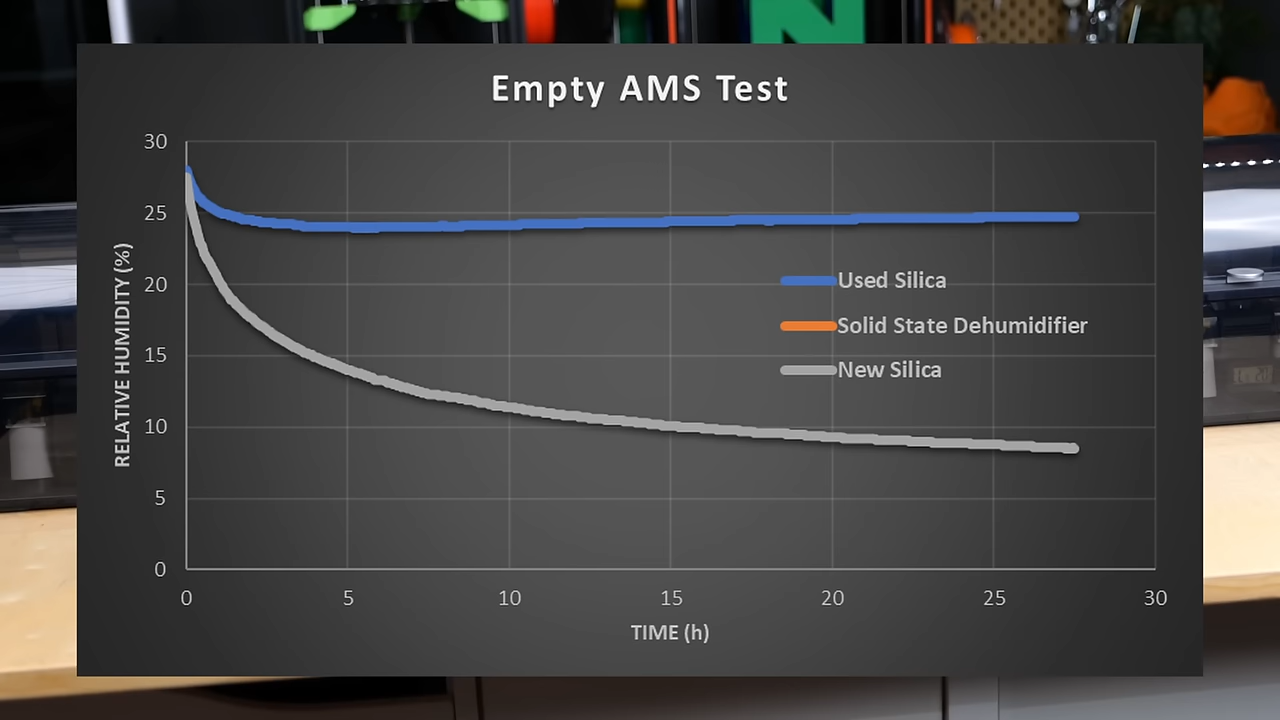 Empty AMS Test
30
25
20
15
10
5
0
RELATIVE HUMIDITY (%)
Used Silica
Solid State Dehumidifier
New Silica
0 5 10 15 20 25 30
TIME (h)